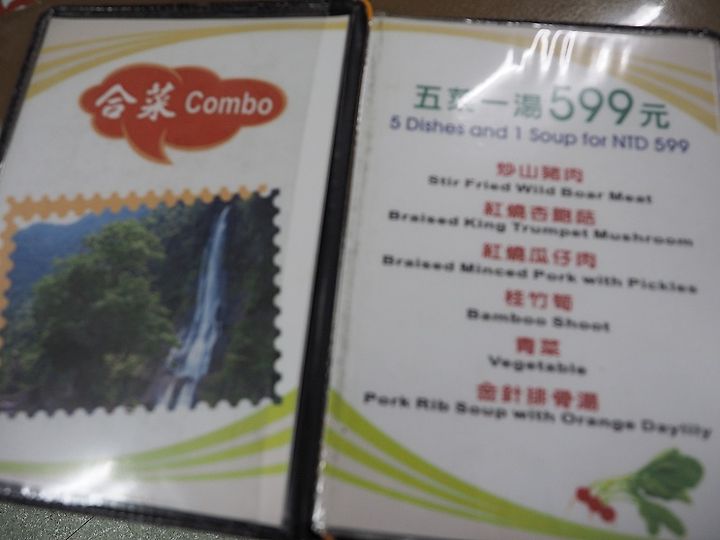 合菜 Combo
五菜一湯 599元
5 Dishes and 1 Soup for NTD 599
炒山豬肉
Stir Fried Wild Boar Meat
紅燒杏鮑菇
Braised King Trumpet Mushroom
紅燒瓜仔肉
Braised Minced Pork with Pickles
桂竹筍
Bamboo Shoot
青菜
Vegetable
金針排骨湯
Pork Rib Soup with Orange Daylily